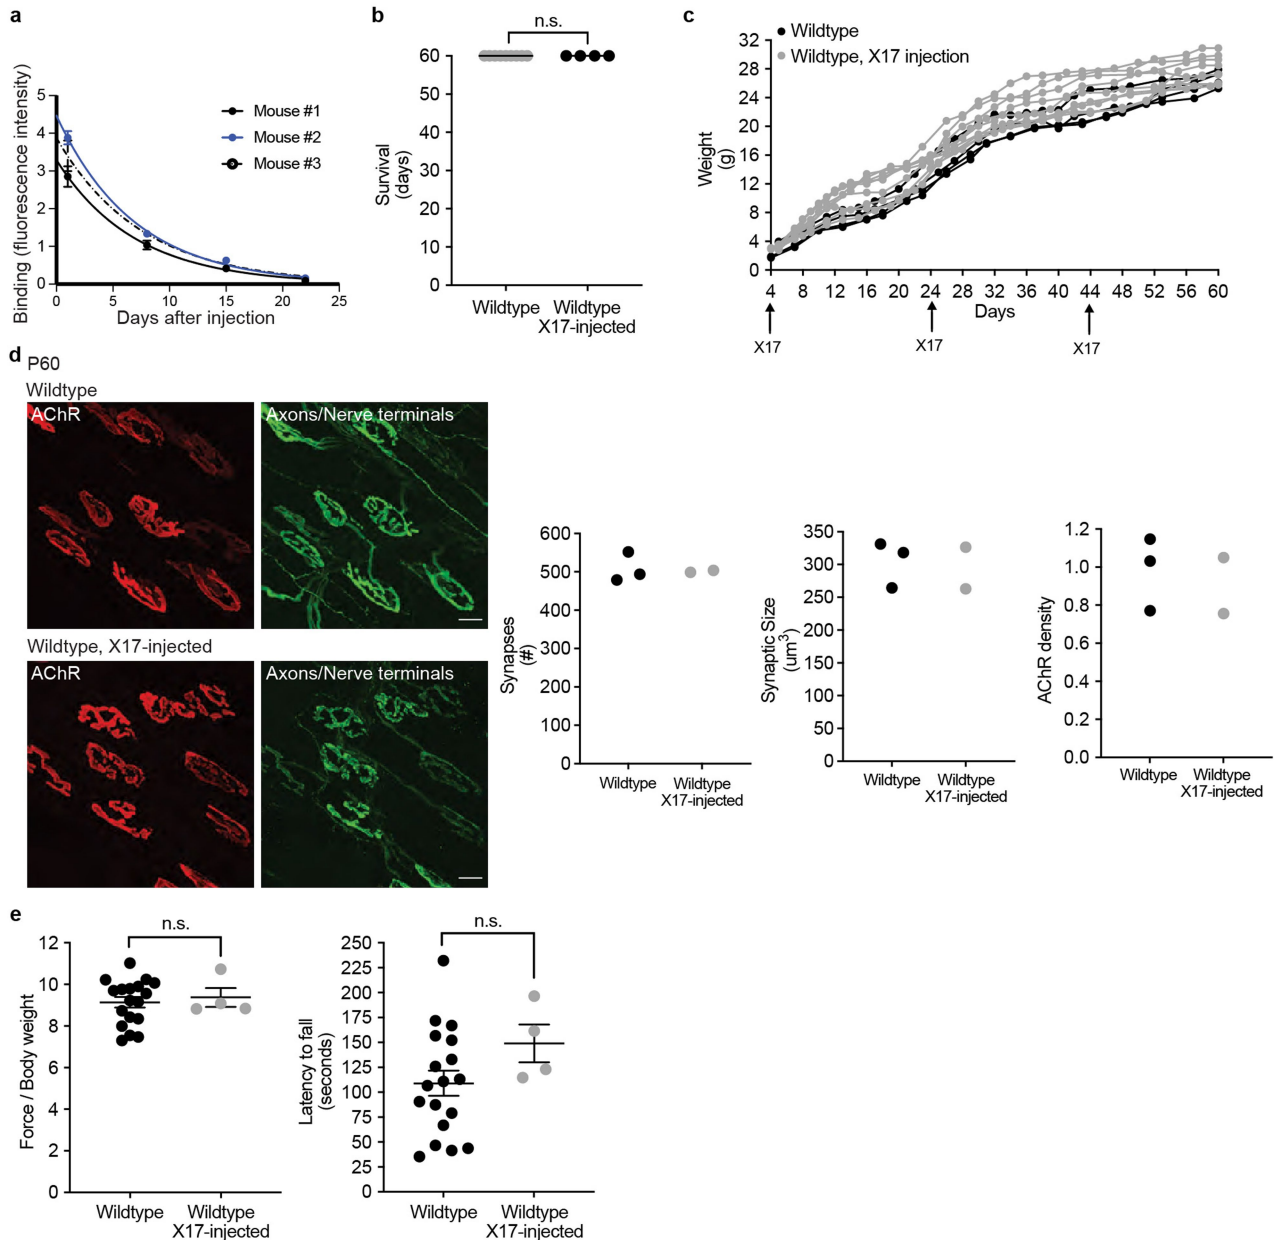 a
5
4
3
2
1
0
Binding (fluorescence intensity)
Mouse #1
Mouse #2
Mouse #3
0 5 10 15 20 25
Days after injection
b
n.s.
60
50
40
30
20
10
0
Survival
(days)
Wildtype
Wildtype
X17-injected
c
Wildtype
Wildtype, X17 injection
32
28
24
20
16
12
8
4
0
Weight
(g)
4 8 12 16 20 24 28 32 36 40 44 48 52 56 60
Days
X17
X17
X17
d
P60
Wildtype
AChR
Axons/Nerve terminals
Wildtype, X17-injected
AChR
Axons/Nerve terminals
600
500
400
300
200
100
0
Synapses
(#)
Wildtype
Wildtype
X17-injected
350
300
250
200
150
100
50
0
Synaptic Size
(um³)
Wildtype
Wildtype
X17-injected
1.2
1.0
0.8
0.6
0.4
0.2
0.0
AChR density
Wildtype
Wildtype
X17-injected
e
n.s.
12
10
8
6
4
2
0
Force / Body weight
Wildtype
Wildtype
X17-injected
n.s.
250
225
200
175
150
125
100
75
50
25
0
Latency to fall
(seconds)
Wildtype
Wildtype
X17-injected